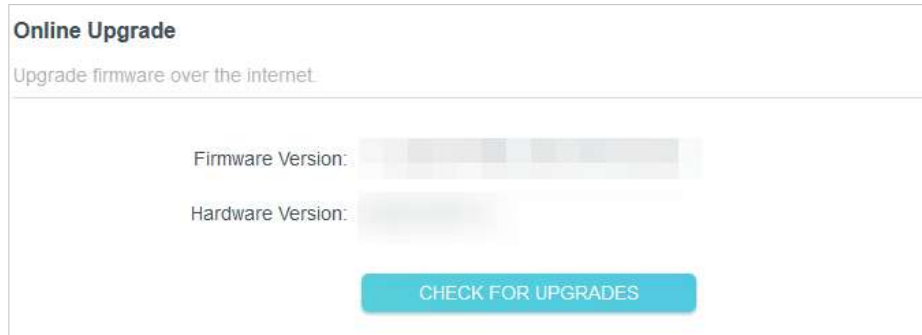 Online Upgrade
Upgrade firmware over the internet.
Firmware Version:
Hardware Version:
CHECK FOR UPGRADES